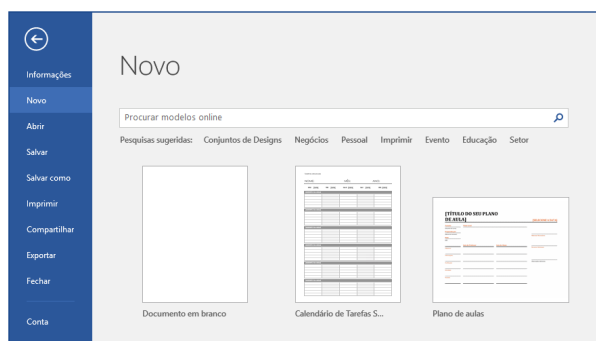 Informações
Novo
Abrir
Salvar
Salvar como
Imprimir
Compartilhar
Exportar
Fechar
Conta
Novo
Procurar modelos online
Pesquisas sugeridas: Conjuntos de Designs Negócios Pessoal Imprimir Evento Educação Setor
[TÍTULO DO SEU PLANO
DE AULA]
Documento em branco
Calendário de Tarefas S...
Plano de aulas